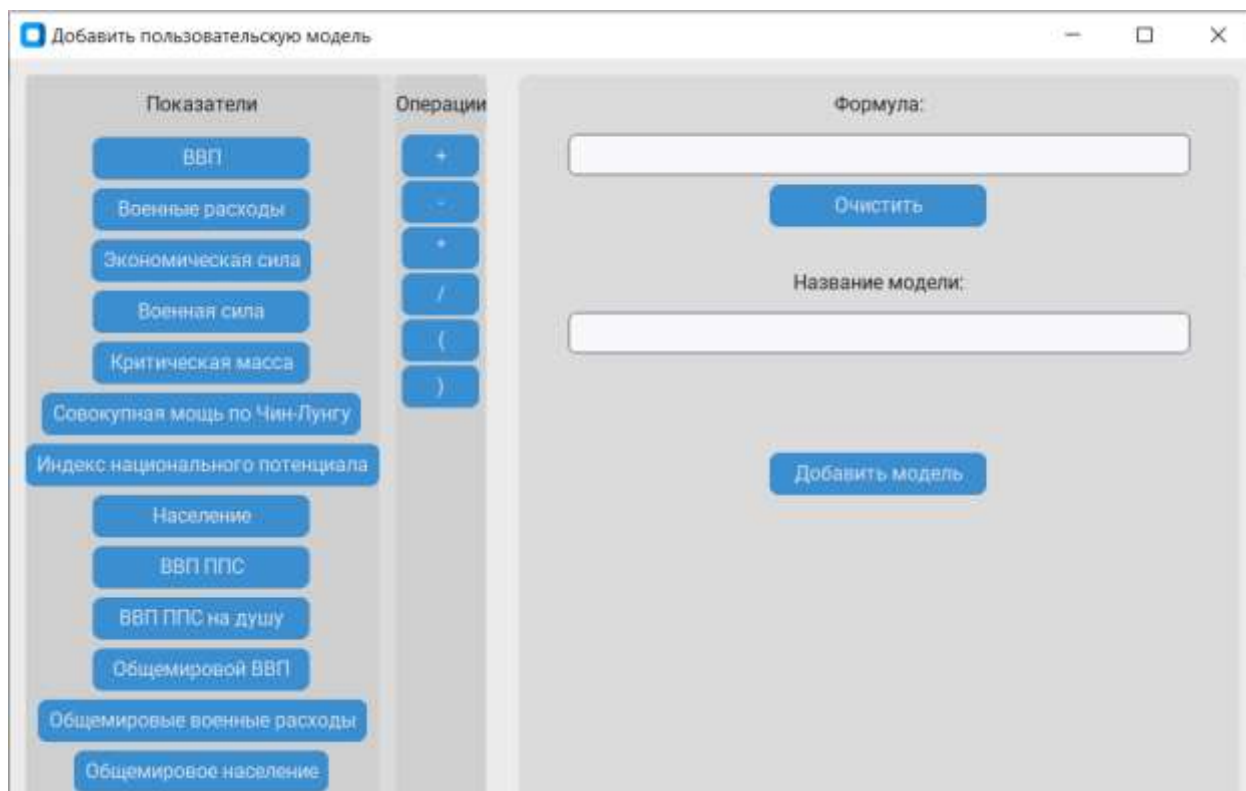 Добавить пользовательскую модель
Показатели
ВВП
Военные расходы
Экономическая сила
Военная сила
Критическая масса
Совокупная мощь по Чин-Лунгу
Индекс национального потенциала
Население
ВВП ППС
ВВП ППС на душу
Общемировой ВВП
Общемировые военные расходы
Общемировое население
Операции
+
-
*
/
(
)
Формула:
Очистить
Название модели:
Добавить модель